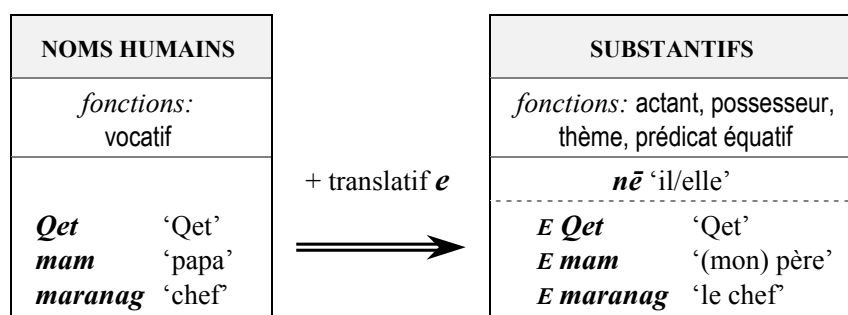 NOMS HUMAINS
fonctions:
vocatif
Qet ‘Qet’
mam ‘papa’
maranag ‘chef’
+ translatif e
SUBSTANTIFS
fonctions: actant, possesseur,
thème, prédicat équatif
nē ‘il/elle’
E Qet ‘Qet’
E mam ‘(mon) père’
E maranag ‘le chef’